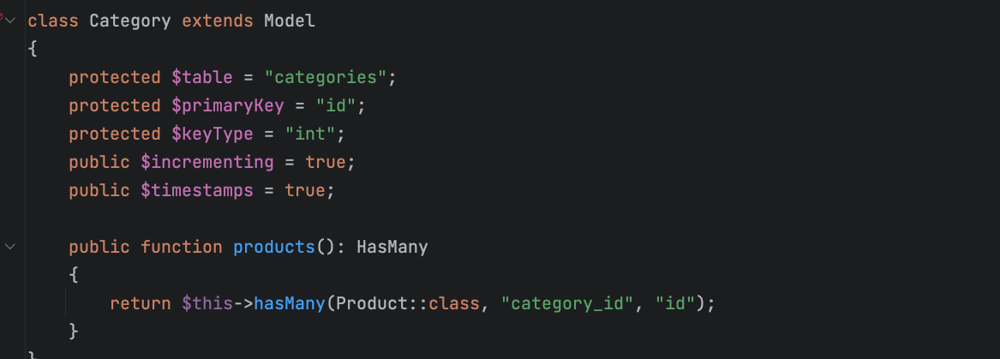 class Category extends Model
{
    protected $table = "categories";
    protected $primaryKey = "id";
    protected $keyType = "int";
    public $incrementing = true;
    public $timestamps = true;

    public function products(): HasMany
    {
        return $this->hasMany(Product::class, "category_id", "id");
    }
}